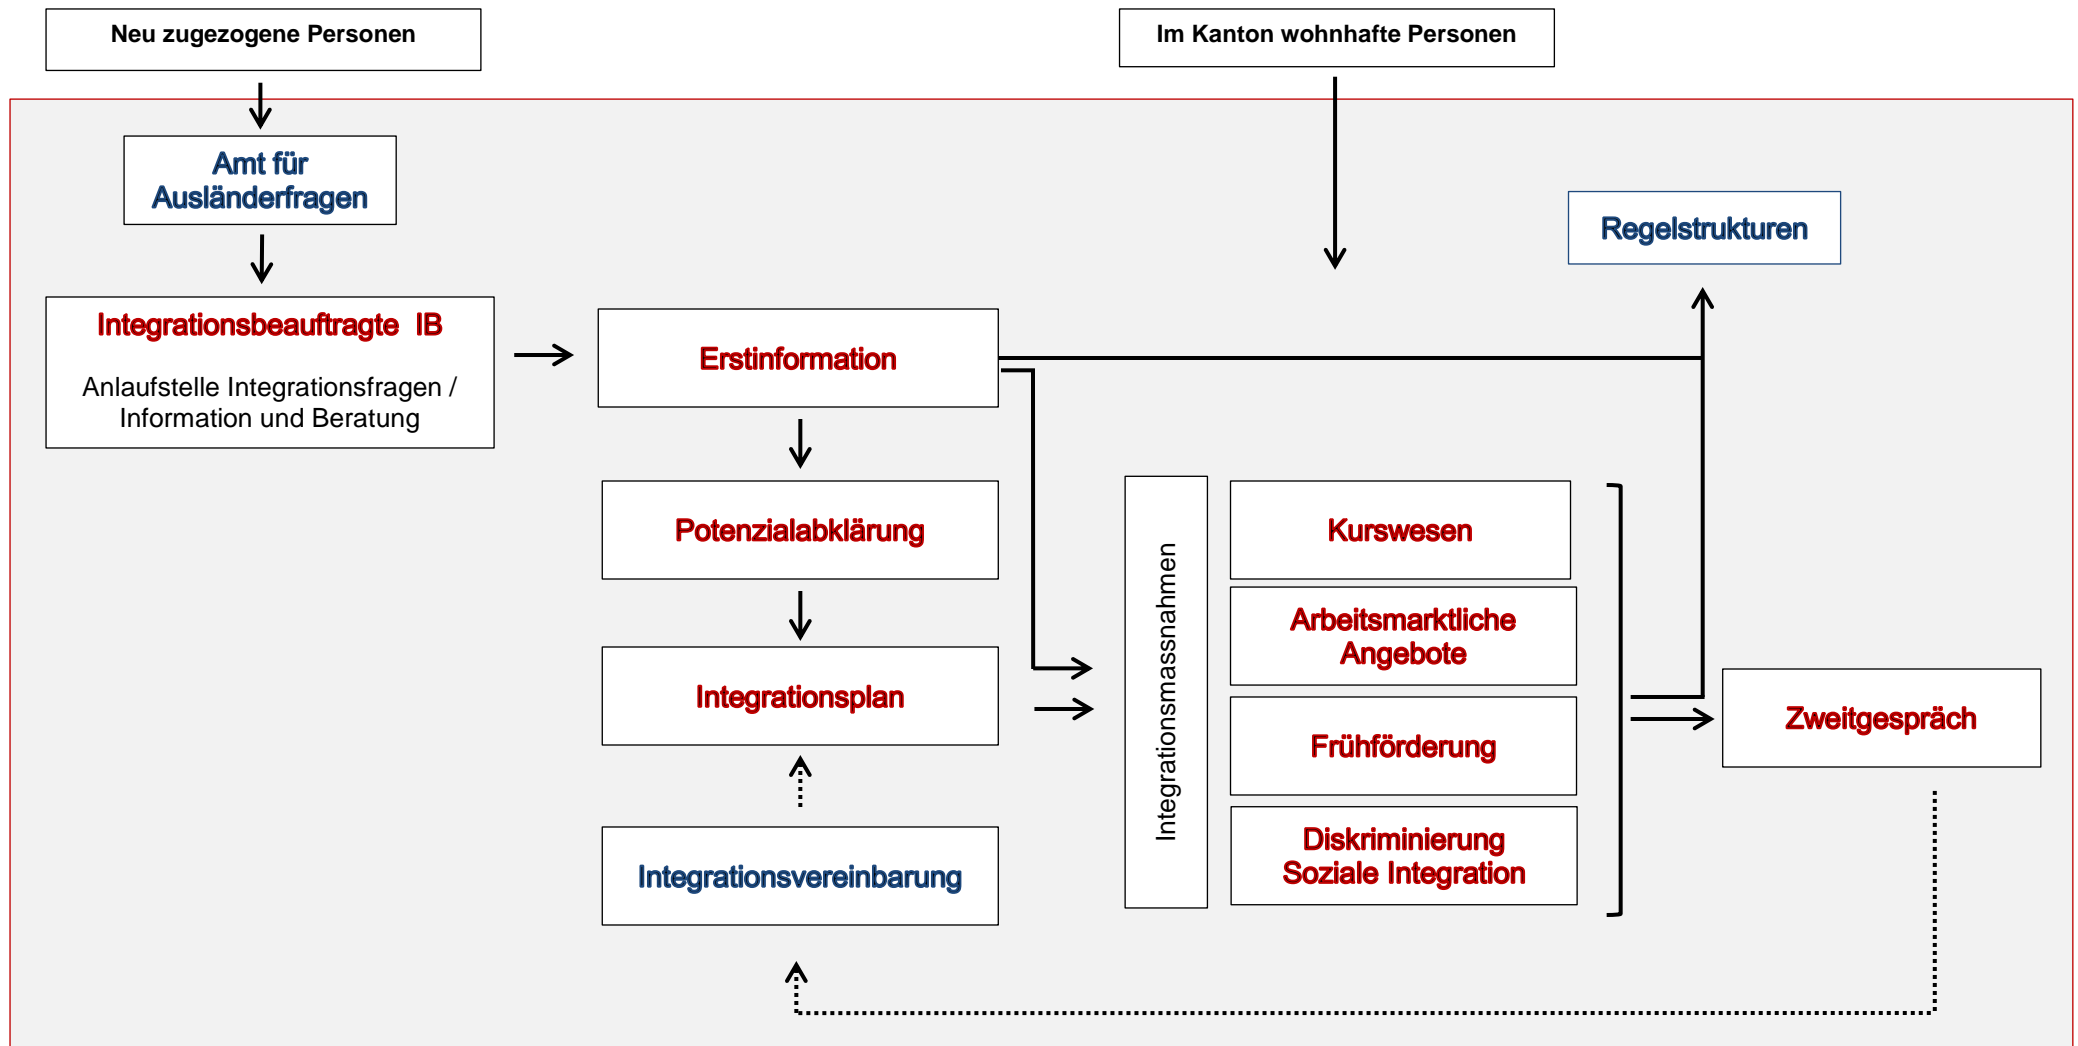 Neu zugezogene Personen
Im Kanton wohnhafte Personen
Amt für
Ausländerfragen
Regelstrukturen
Integrationsbeauftragte IB
Anlaufstelle Integrationsfragen /
Information und Beratung
Erstinformation
Potenzialabklärung
Integrationsplan
Integrationsvereinbarung
Integrationsmassnahmen
Kurswesen
Arbeitsmarktliche
Angebote
Frühförderung
Diskriminierung
Soziale Integration
Zweitgespräch